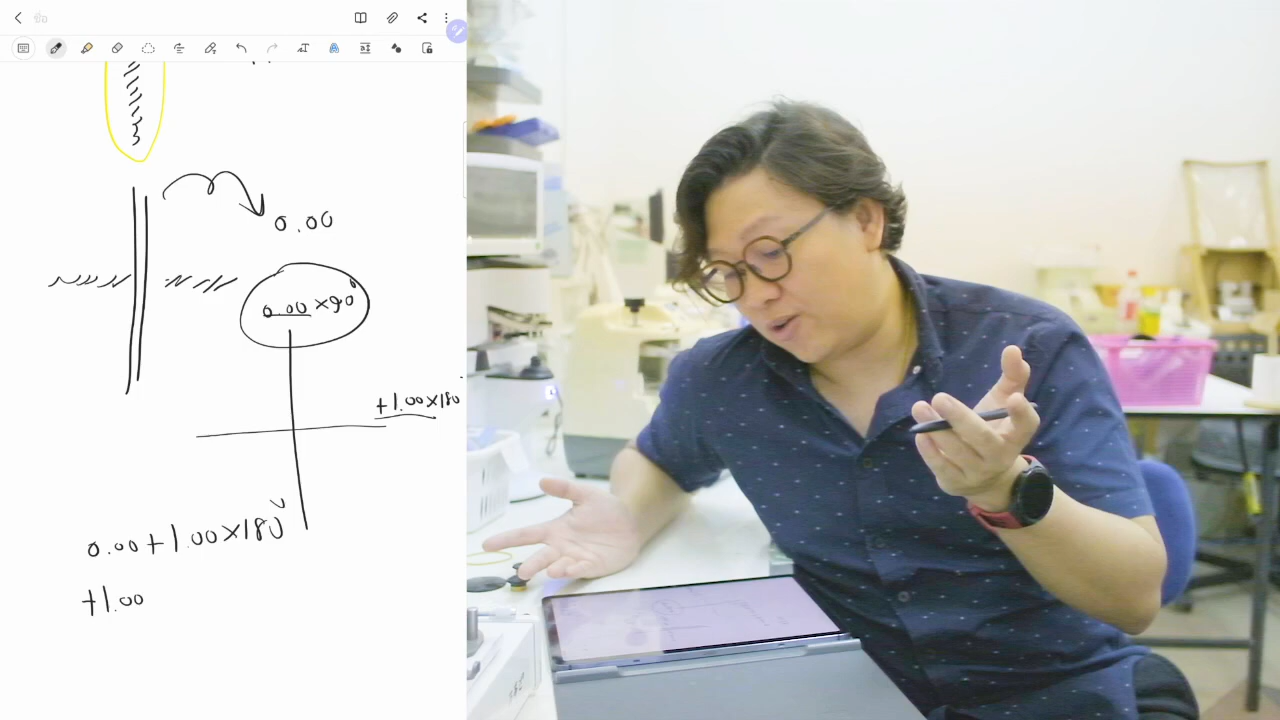 0.00
0.00 × 90°
+1.00 × 180
0.00 + 1.00 × 180°
+1.00